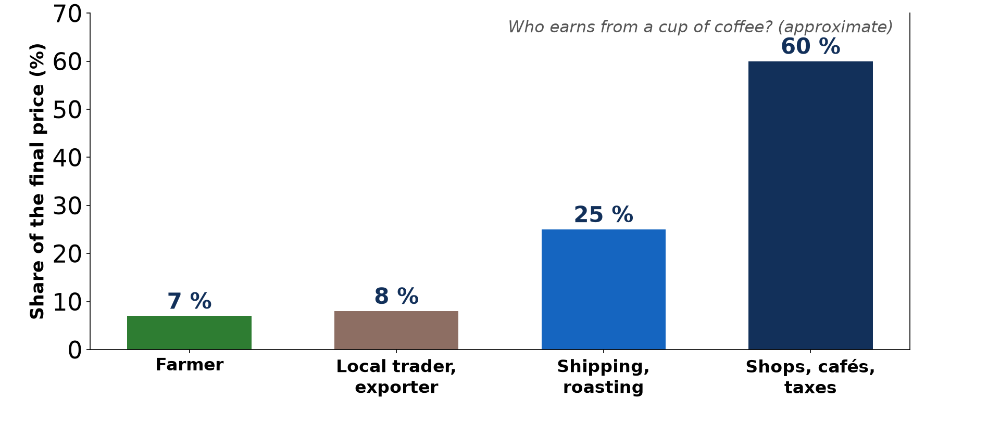 Who earns from a cup of coffee? (approximate)
Share of the final price (%)
70
60
50
40
30
20
10
0
7 %
8 %
25 %
60 %
Farmer
Local trader,
exporter
Shipping,
roasting
Shops, cafés,
taxes